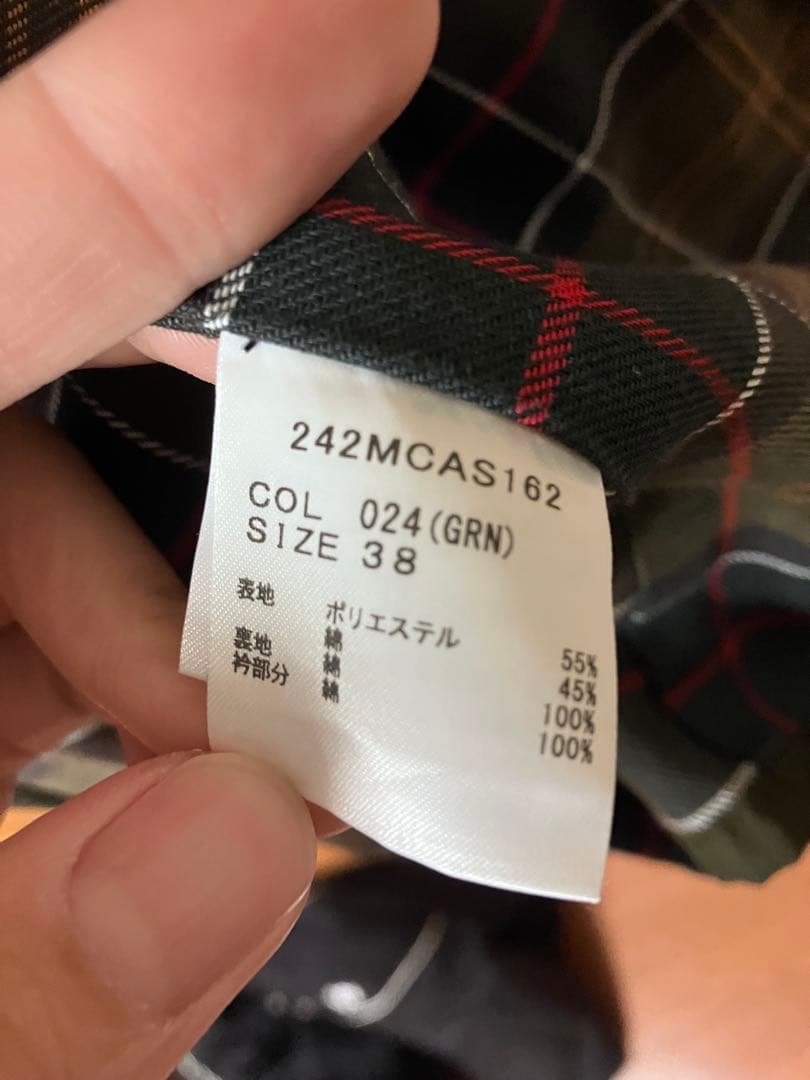 242MCAS162
COL 024(GRN)
SIZE 38
表地 ポリエステル 55%
綿 45%
裏地 綿 100%
衿部分 綿 100%